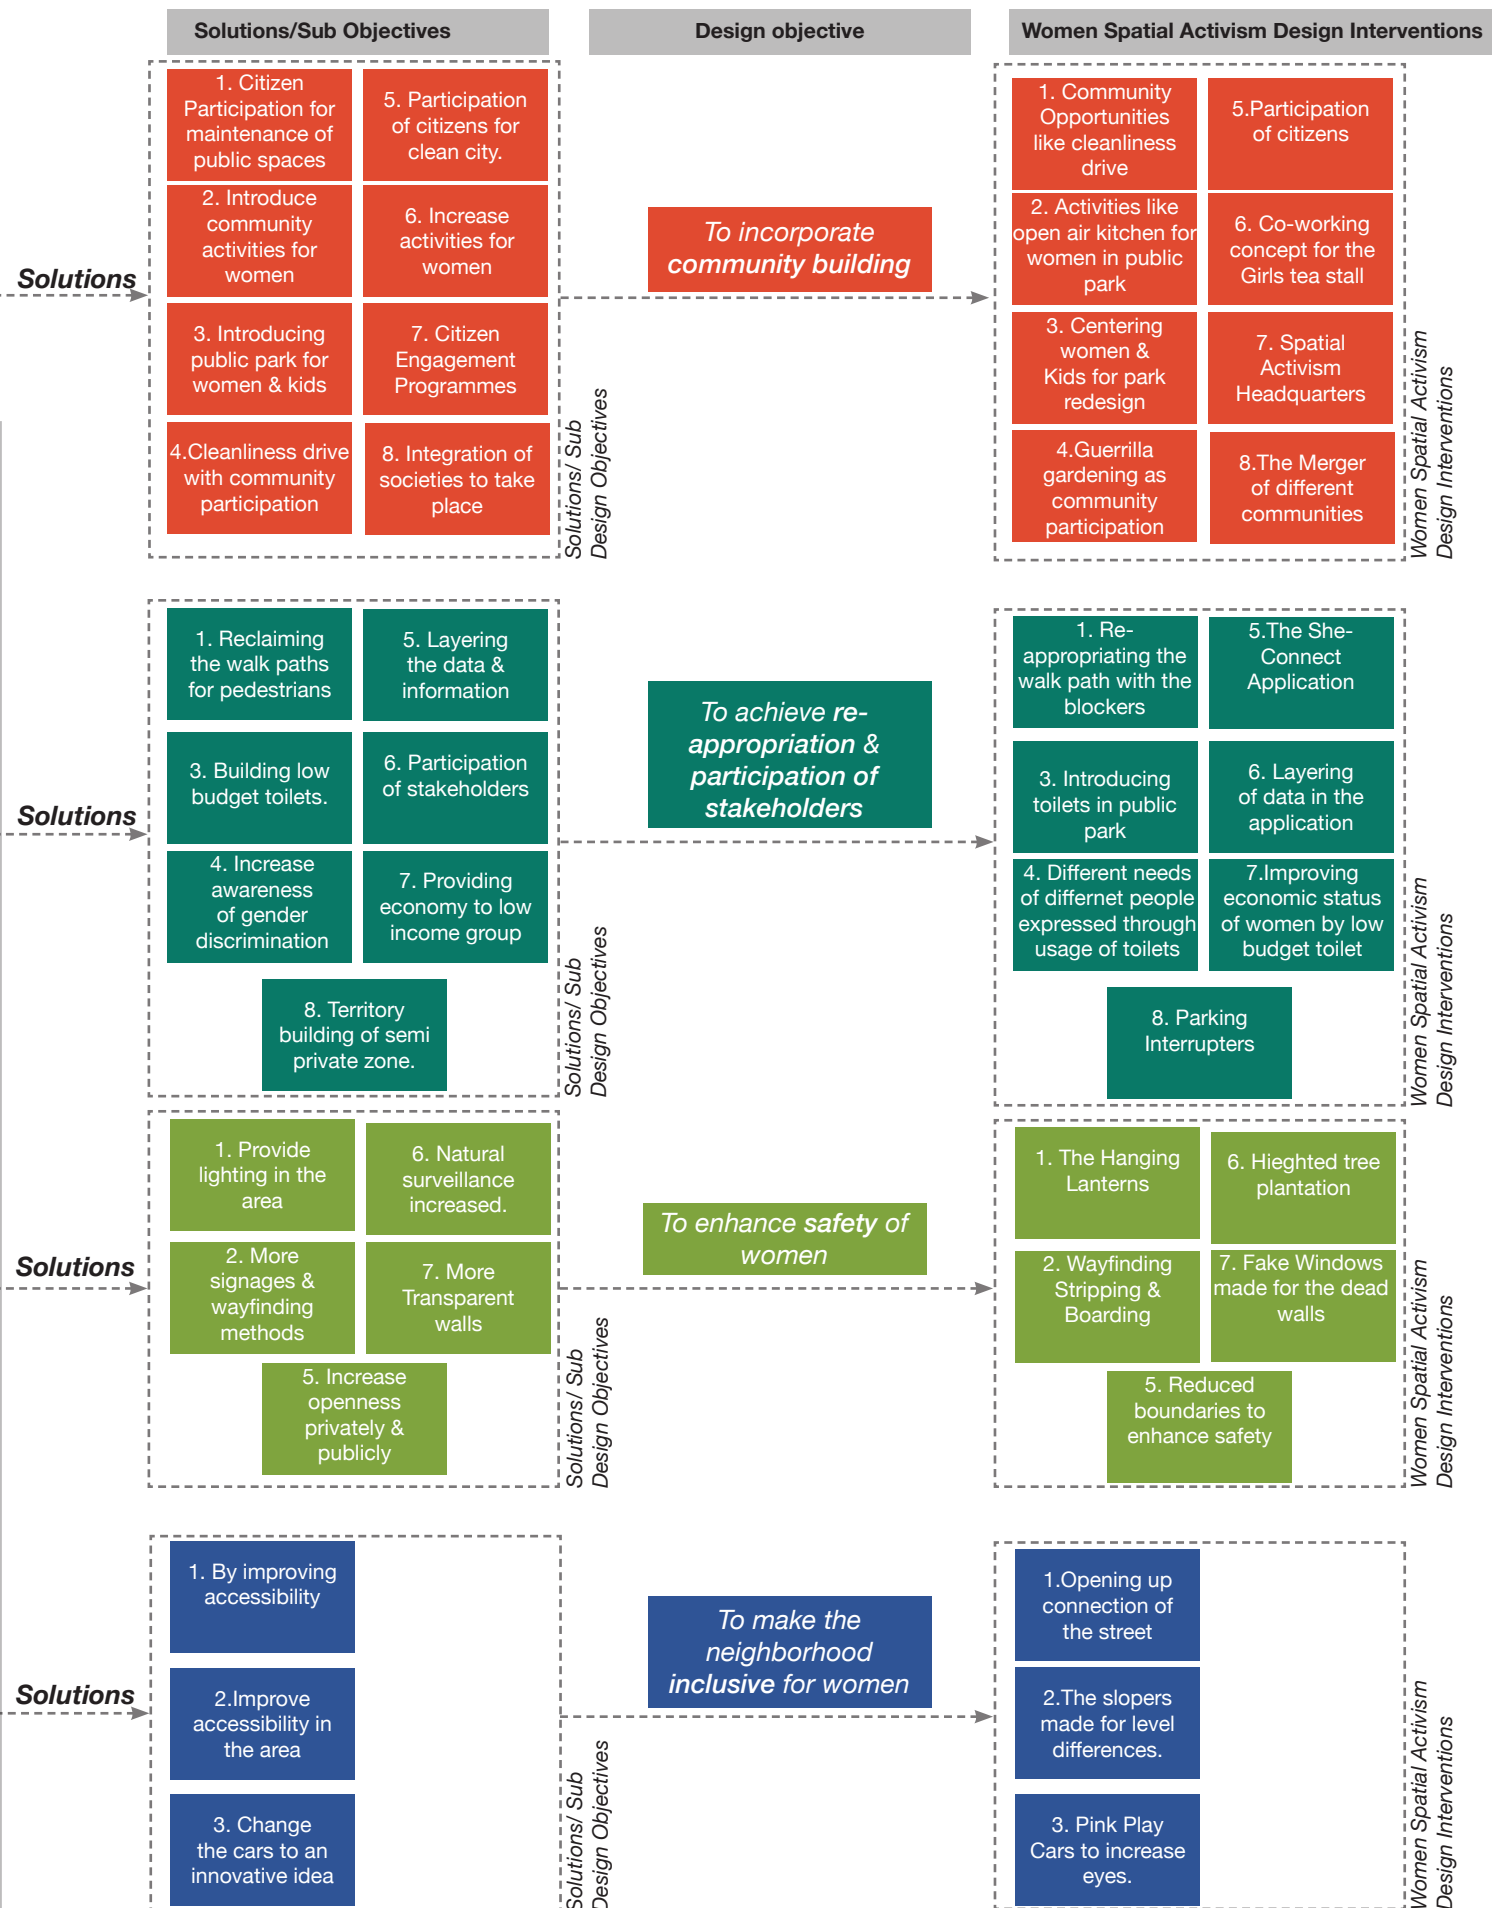 Solutions/Sub Objectives
Design objective
Women Spatial Activism Design Interventions
Solutions
1. Citizen
Participation for
maintenance of
public spaces
5. Participation
of citizens for
clean city.
2. Introduce
community
activities for
women
6. Increase
activities for
women
3. Introducing
public park for
women & kids
7. Citizen
Engagement
Programmes
4.Cleanliness drive
with community
participation
8. Integration of
societies to take
place
Solutions/ Sub
Design Objectives
To incorporate
community building
1. Community
Opportunities
like cleanliness
drive
5.Participation
of citizens
2. Activities like
open air kitchen for
women in public
park
6. Co-working
concept for the
Girls tea stall
3. Centering
women &
Kids for park
redesign
7. Spatial
Activism
Headquarters
4.Guerrilla
gardening as
community
participation
8.The Merger
of different
communities
Women Spatial Activism
Design Interventions
Solutions
1. Reclaiming
the walk paths
for pedestrians
5. Layering
the data &
information
3. Building low
budget toilets.
6. Participation
of stakeholders
4. Increase
awareness
of gender
discrimination
7. Providing
economy to low
income group
8. Territory
building of semi
private zone.
Solutions/ Sub
Design Objectives
To achieve re-
appropriation &
participation of
stakeholders
1. Re-
appropriating the
walk path with the
blockers
5.The She-
Connect
Application
3. Introducing
toilets in public
park
6. Layering
of data in the
application
4. Different needs
of differnet people
expressed through
usage of toilets
7.Improving
economic status
of women by low
budget toilet
8. Parking
Interrupters
Women Spatial Activism
Design Interventions
Solutions
1. Provide
lighting in the
area
6. Natural
surveillance
increased.
2. More
signages &
wayfinding
methods
7. More
Transparent
walls
5. Increase
openness
privately &
publicly
Solutions/ Sub
Design Objectives
To enhance safety of
women
1. The Hanging
Lanterns
6. Hieghted tree
plantation
2. Wayfinding
Stripping &
Boarding
7. Fake Windows
made for the dead
walls
5. Reduced
boundaries to
enhance safety
Women Spatial Activism
Design Interventions
Solutions
1. By improving
accessibility
2.Improve
accessibility in
the area
3. Change
the cars to an
innovative idea
Solutions/ Sub
Design Objectives
To make the
neighborhood
inclusive for women
1.Opening up
connection of
the street
2.The slopers
made for level
differences.
3. Pink Play
Cars to increase
eyes.
Women Spatial Activism
Design Interventions